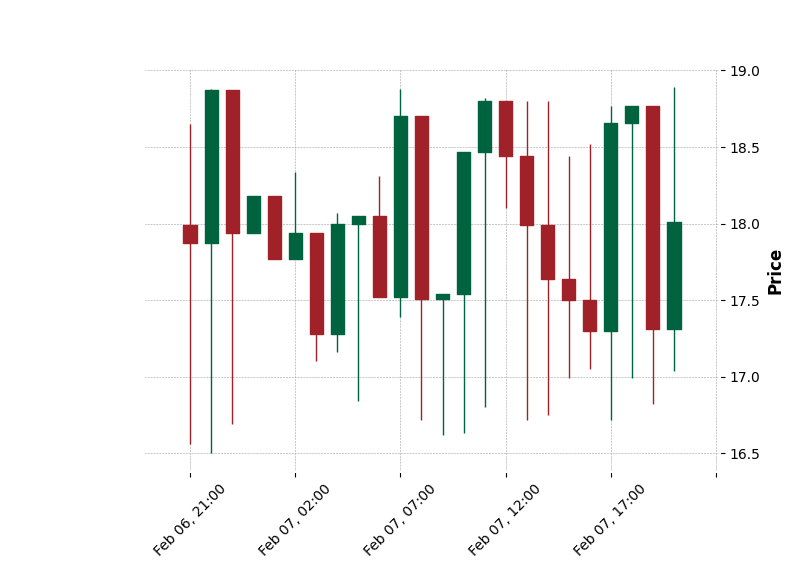 19.0
18.5
18.0
17.5
17.0
16.5
Price
Feb 06, 21:00
Feb 07, 02:00
Feb 07, 07:00
Feb 07, 12:00
Feb 07, 17:00